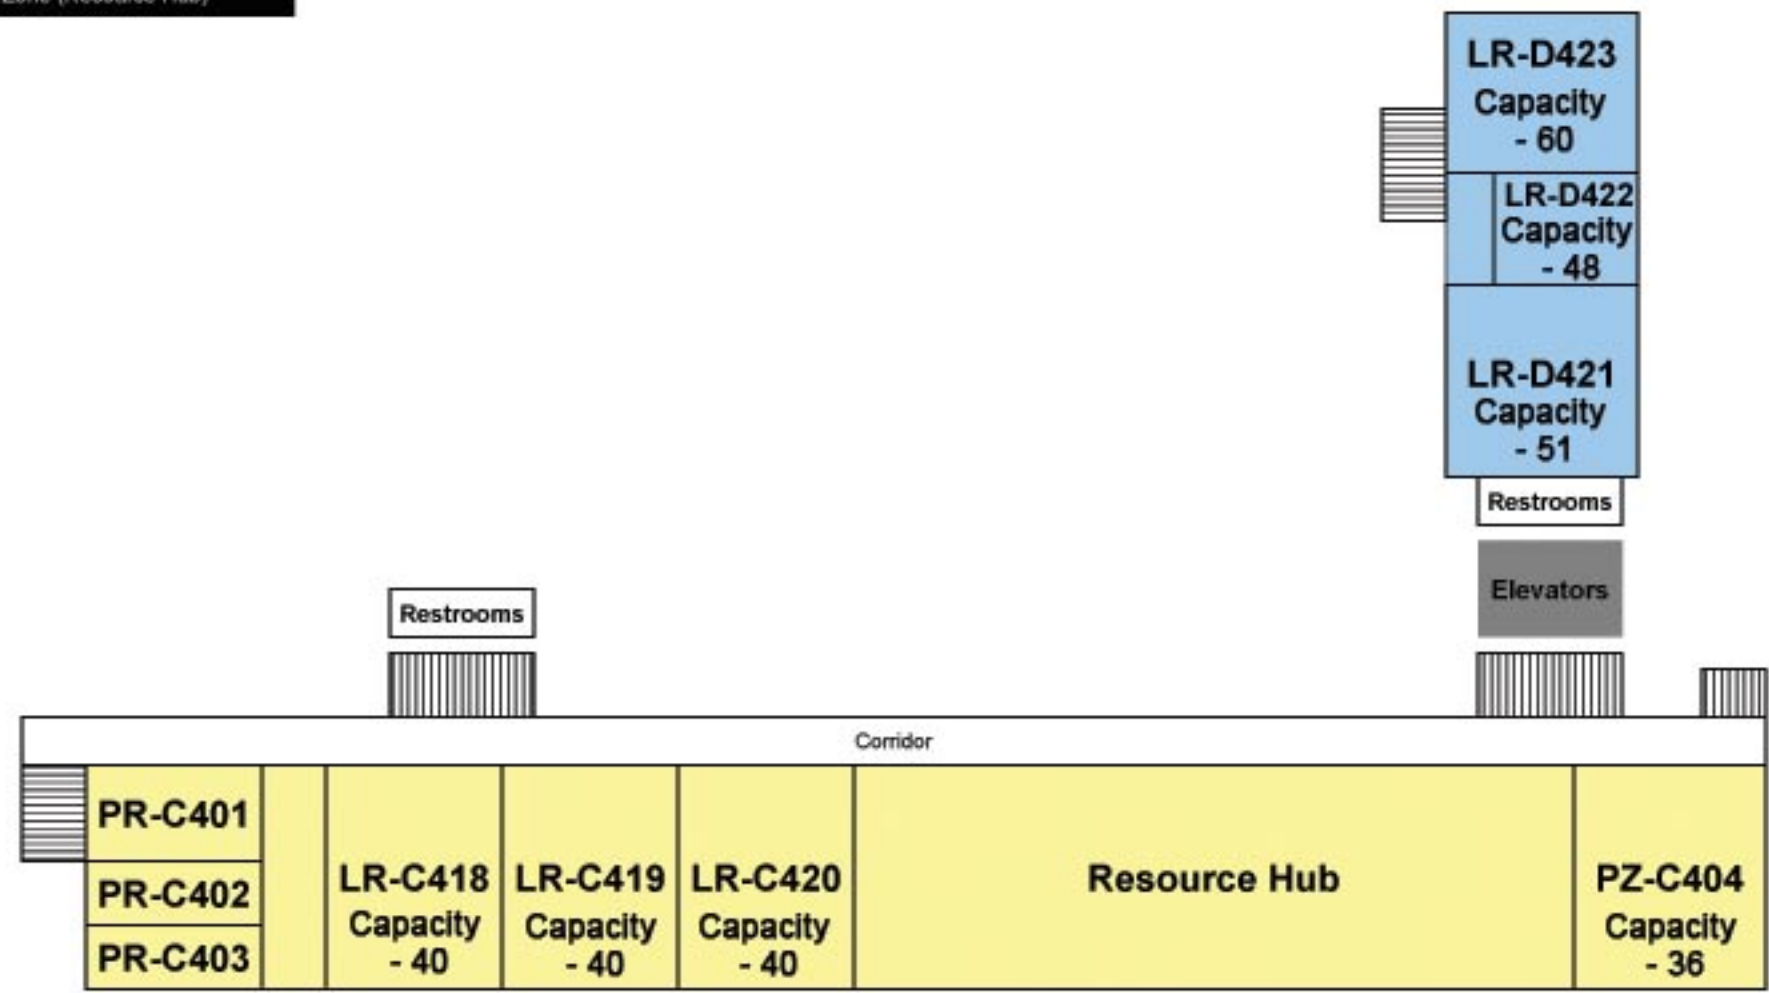 LR-D423
Capacity
- 60
LR-D422
Capacity
- 48
LR-D421
Capacity
- 51
Restrooms
Elevators
Restrooms
Corridor
PR-C401
PR-C402
PR-C403
LR-C418
Capacity
- 40
LR-C419
Capacity
- 40
LR-C420
Capacity
- 40
Resource Hub
PZ-C404
Capacity
- 36